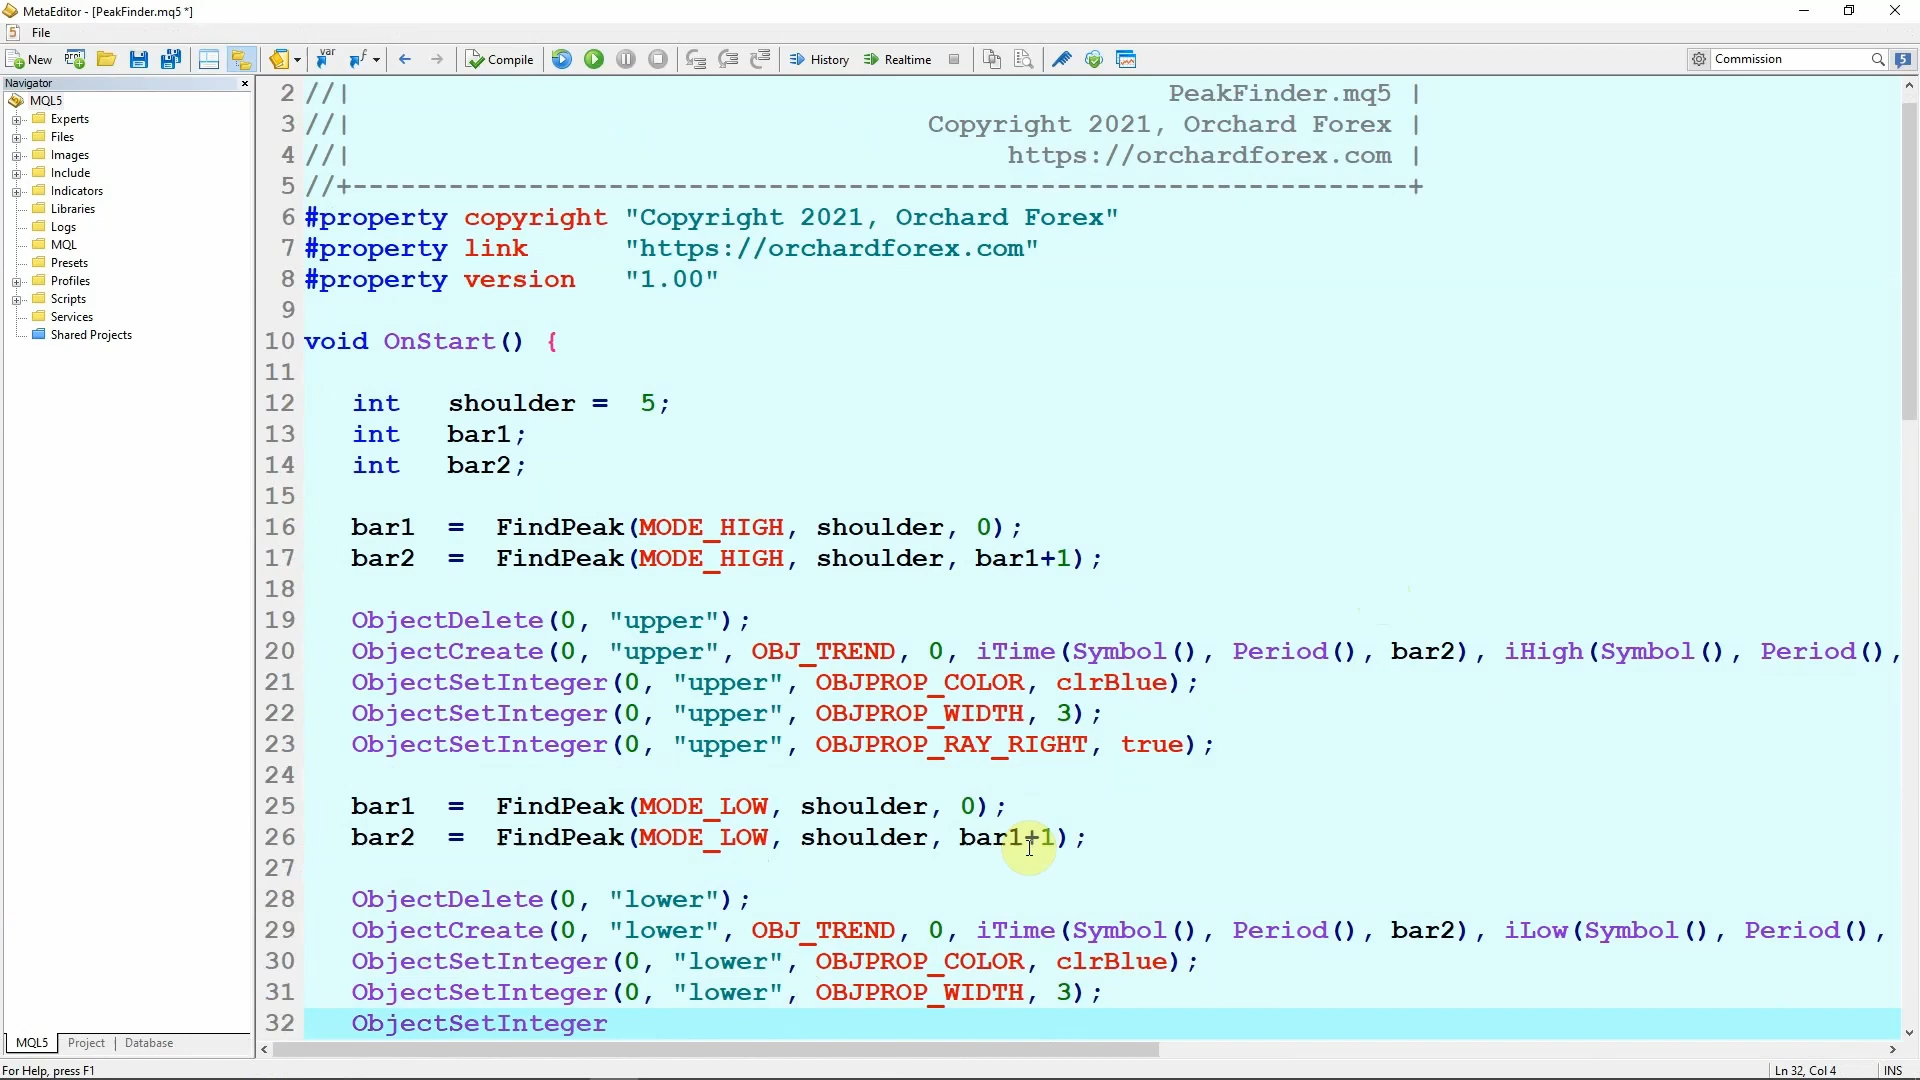 MetaEditor - [PeakFinder.mq5 *]
5 File
New proj var Compile History Realtime Commission 5
Navigator
MQL5
Experts
Files
Images
Include
Indicators
Libraries
Logs
MQL
Presets
Profiles
Scripts
Services
Shared Projects
2 //| PeakFinder.mq5 |
3 //| Copyright 2021, Orchard Forex |
4 //| https://orchardforex.com |
5 //+------------------------------------------------------------------+
6 #property copyright "Copyright 2021, Orchard Forex"
7 #property link "https://orchardforex.com"
8 #property version "1.00"
9
10 void OnStart() {
11
12 int shoulder = 5;
13 int bar1;
14 int bar2;
15
16 bar1 = FindPeak(MODE_HIGH, shoulder, 0);
17 bar2 = FindPeak(MODE_HIGH, shoulder, bar1+1);
18
19 ObjectDelete(0, "upper");
20 ObjectCreate(0, "upper", OBJ_TREND, 0, iTime(Symbol(), Period(), bar2), iHigh(Symbol(), Period(),
21 ObjectSetInteger(0, "upper", OBJPROP_COLOR, clrBlue);
22 ObjectSetInteger(0, "upper", OBJPROP_WIDTH, 3);
23 ObjectSetInteger(0, "upper", OBJPROP_RAY_RIGHT, true);
24
25 bar1 = FindPeak(MODE_LOW, shoulder, 0);
26 bar2 = FindPeak(MODE_LOW, shoulder, bar1+1);
27
28 ObjectDelete(0, "lower");
29 ObjectCreate(0, "lower", OBJ_TREND, 0, iTime(Symbol(), Period(), bar2), iLow(Symbol(), Period(),
30 ObjectSetInteger(0, "lower", OBJPROP_COLOR, clrBlue);
31 ObjectSetInteger(0, "lower", OBJPROP_WIDTH, 3);
32 ObjectSetInteger
MQL5 Project Database
For Help, press F1 Ln 32, Col 4 INS